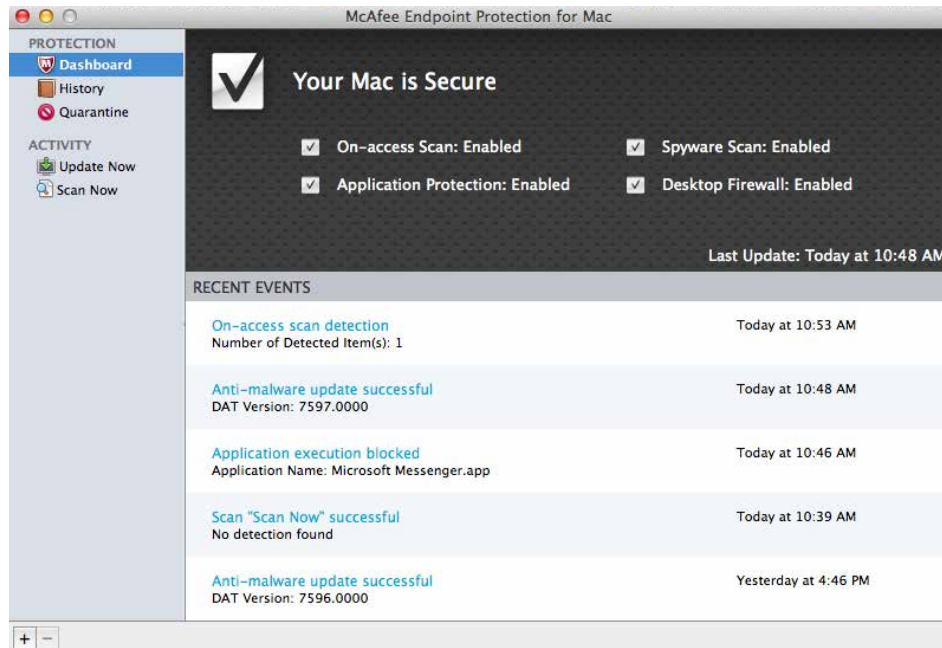 McAfee Endpoint Protection for Mac
PROTECTION
Dashboard
History
Quarantine
ACTIVITY
Update Now
Scan Now
Your Mac is Secure
On-access Scan: Enabled
Spyware Scan: Enabled
Application Protection: Enabled
Desktop Firewall: Enabled
Last Update: Today at 10:48 AM
RECENT EVENTS
On-access scan detection
Today at 10:53 AM
Number of Detected Item(s): 1
Anti-malware update successful
Today at 10:48 AM
DAT Version: 7597.0000
Application execution blocked
Today at 10:46 AM
Application Name: Microsoft Messenger.app
Scan "Scan Now" successful
Today at 10:39 AM
No detection found
Anti-malware update successful
Yesterday at 4:46 PM
DAT Version: 7596.0000